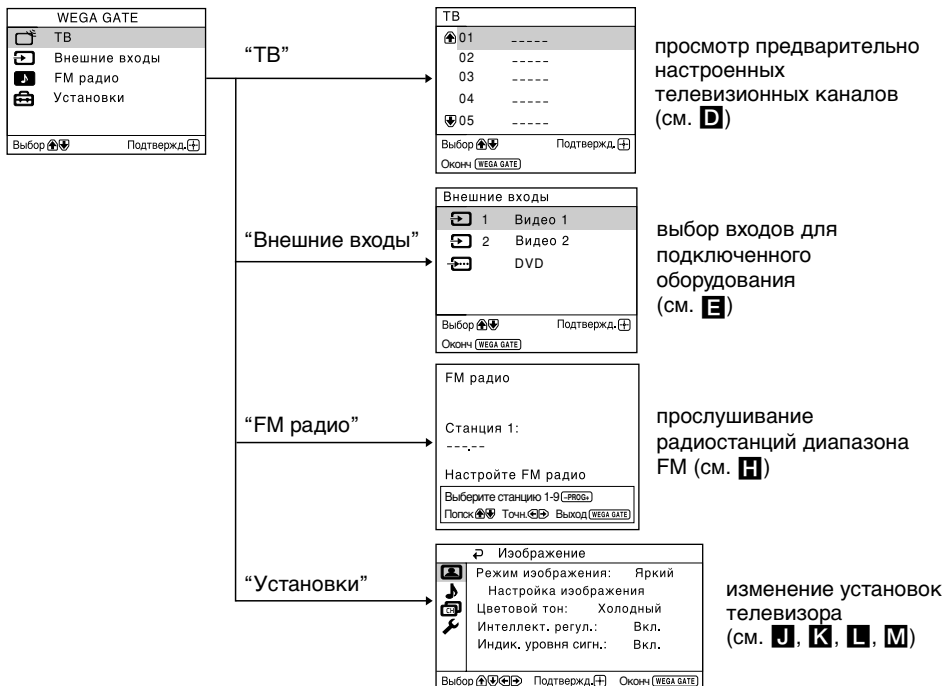 WEGA GATE
ТВ
Внешние входы
FM радио
Установки
Выбор Подтвержд.
“ТВ”
ТВ
01 -----
02 -----
03 -----
04 -----
05 -----
Выбор Подтвержд.
Оконч WEGA GATE
просмотр предварительно
настроенных
телевизионных каналов
(см. D)
“Внешние входы”
Внешние входы
1 Видео 1
2 Видео 2
DVD
Выбор Подтвержд.
Оконч WEGA GATE
выбор входов для
подключенного
оборудования
(см. E)
“FM радио”
FM радио
Станция 1:
---.--
Настройте FM радио
Выберите станцию 1-9 -PROG+
Попск Точн. Выход WEGA GATE
прослушивание
радиостанций диапазона
FM (см. H)
“Установки”
Изображение
Режим изображения: Яркий
Настройка изображения
Цветовой тон: Холодный
Интеллект. регул.: Вкл.
Индик. уровня сигн.: Вкл.
CH
Выбор Подтвержд. Оконч WEGA GATE
изменение установок
телевизора
(см. J, K, L, M)